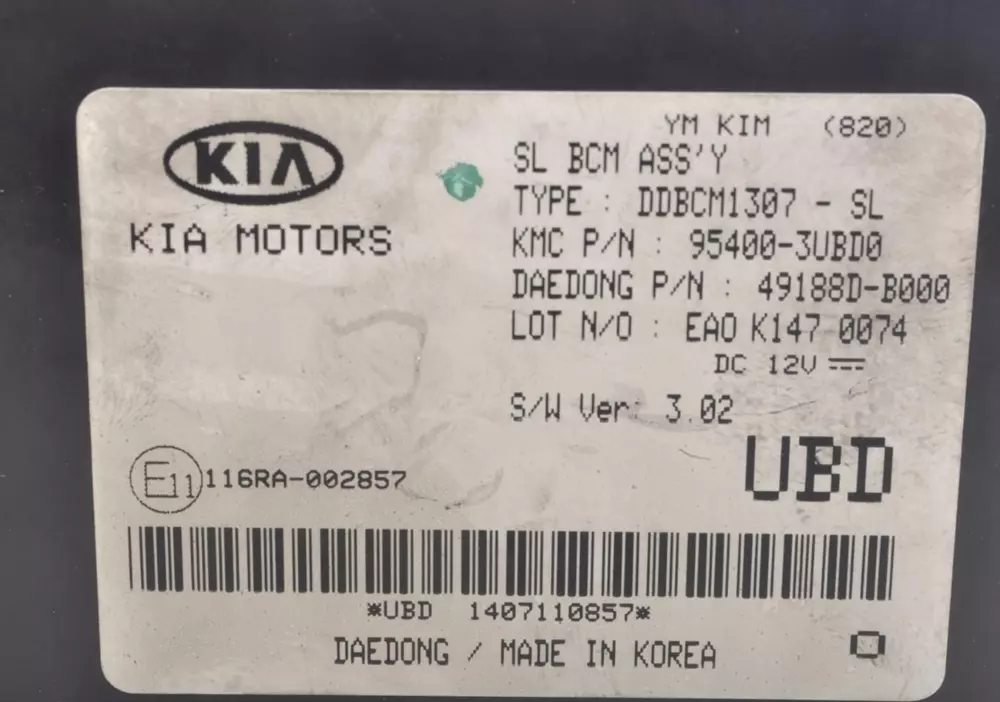 KIA
KIA MOTORS
YM KIM (820)
SL BCM ASS'Y
TYPE : DDBCM1307 - SL
KMC P/N : 95400-3UBD0
DAEDONG P/N : 49188D-B000
LOT N/O : EAO K147 0074
DC 12V
S/W Ver: 3.02
UBD
E11 116RA-002857
*UBD 1407110857*
DAEDONG / MADE IN KOREA